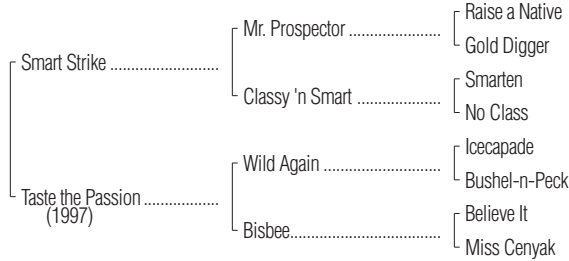 Raise a Native
Mr. Prospector ......................
Gold Digger
Smart Strike ..........................
Smarten
Classy 'n Smart ....................
No Class
Icecapade
Wild Again ............................
Bushel-n-Peck
Taste the Passion ..................
(1997)
Believe It
Bisbee....................................
Miss Cenyak